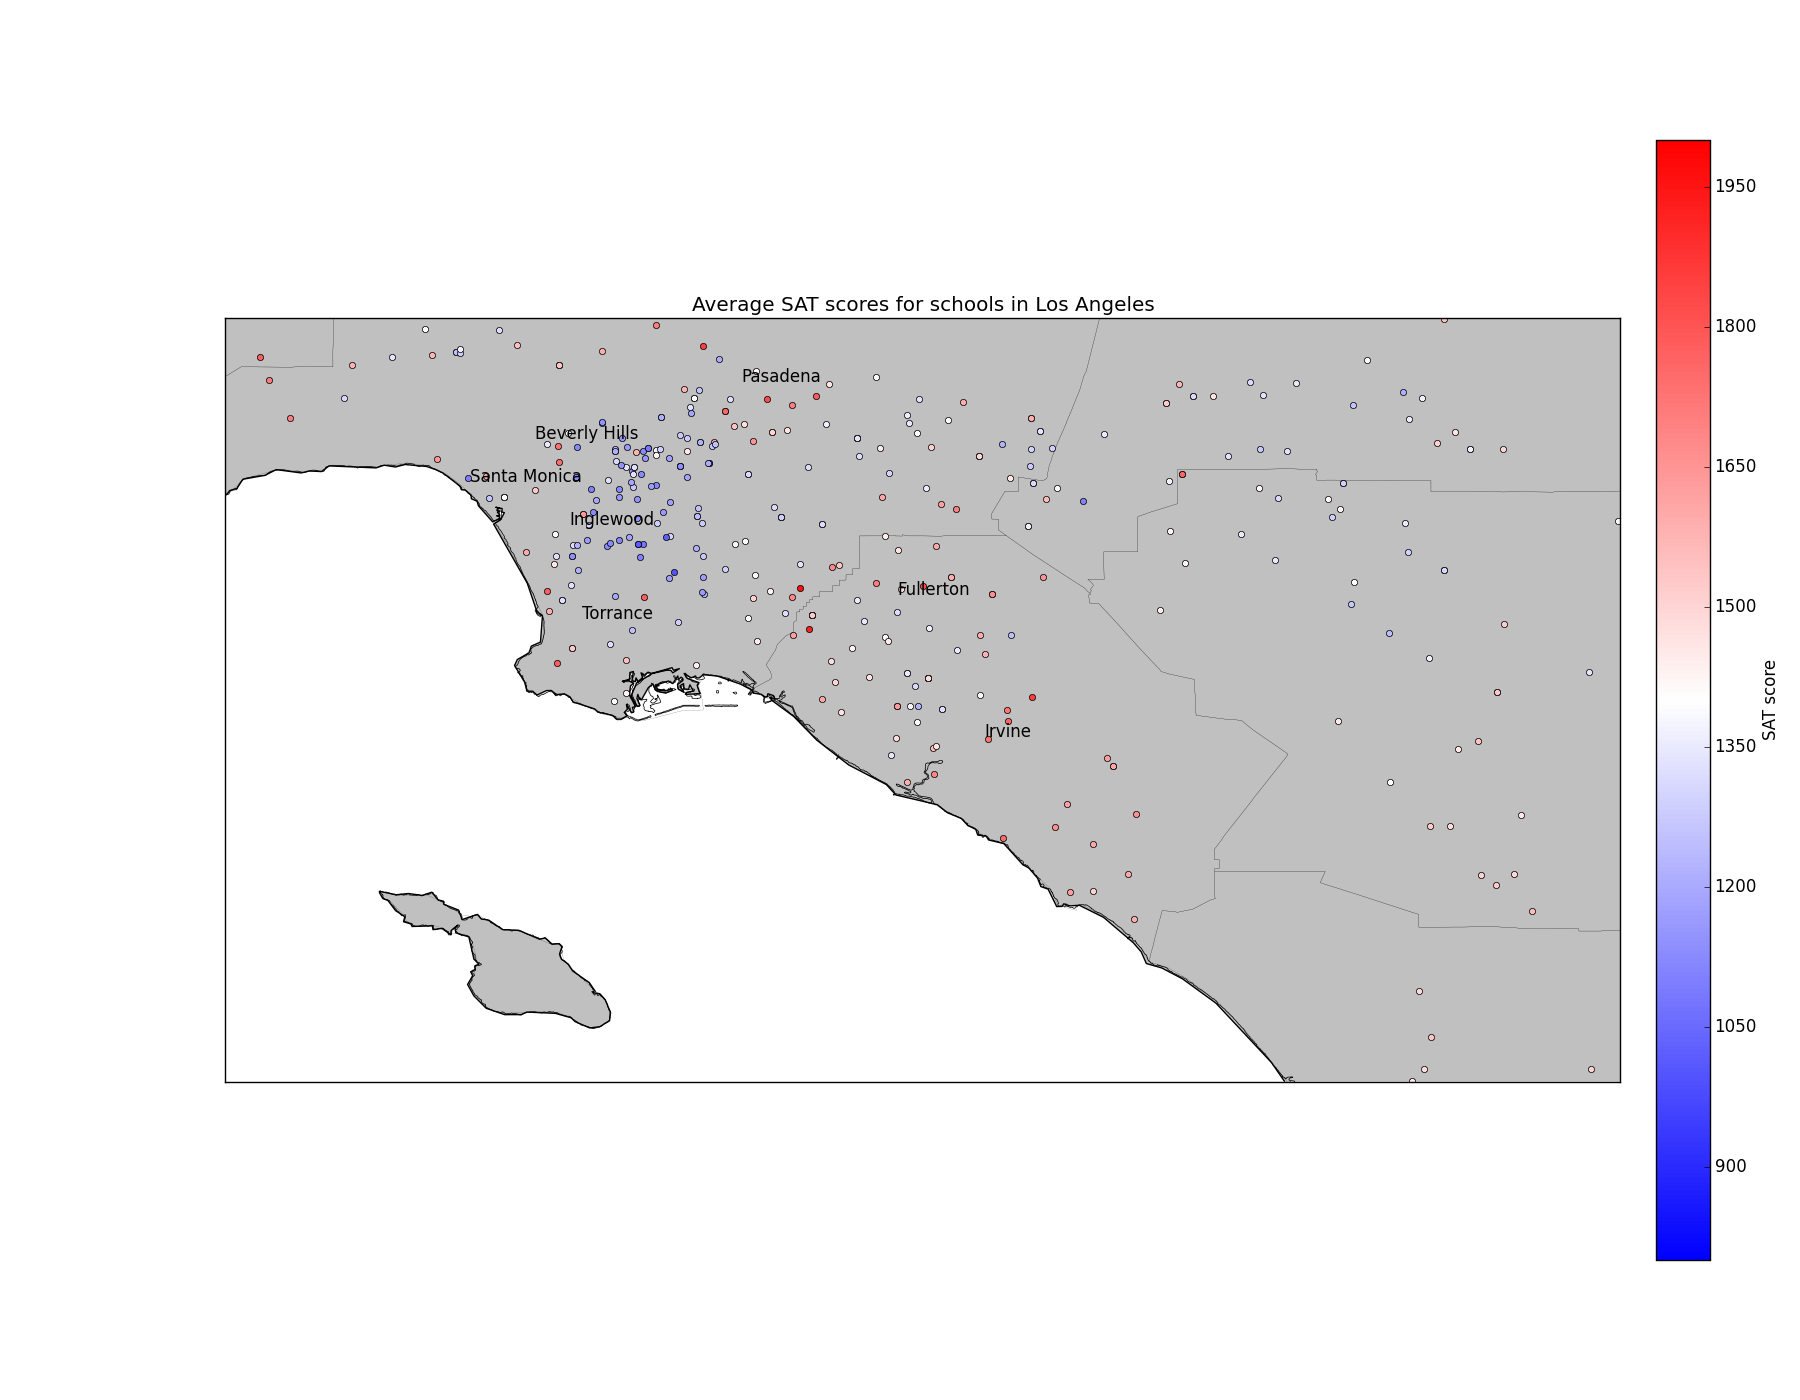 Average SAT scores for schools in Los Angeles
Pasadena
Beverly Hills
Santa Monica
Inglewood
Fullerton
Torrance
Irvine
1950
1800
1650
1500
1350
1200
1050
900
SAT score